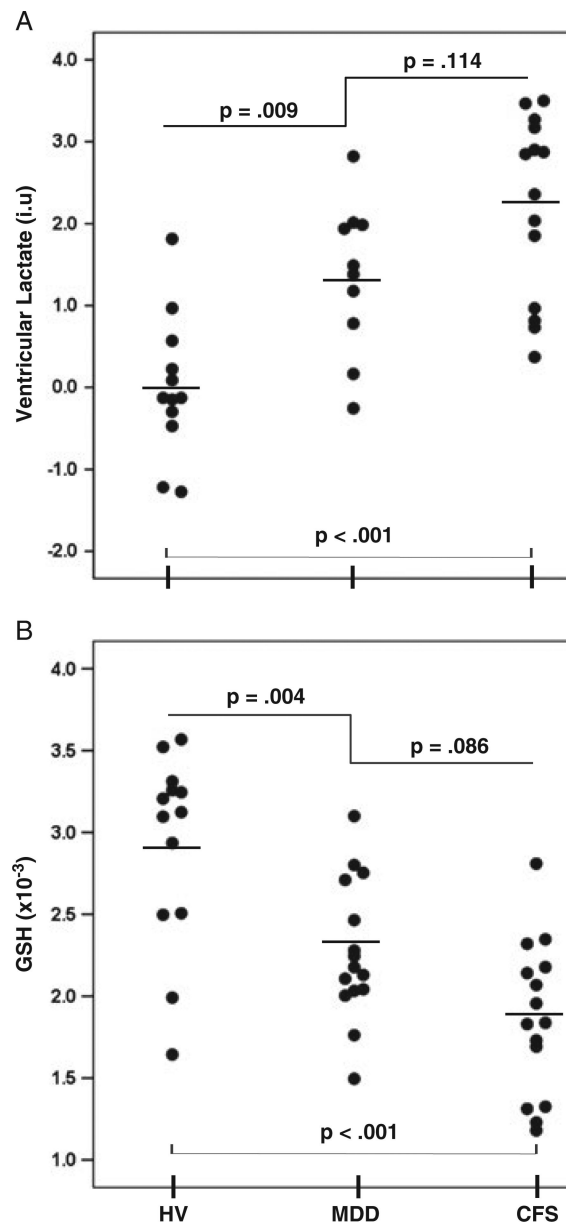 A
4.0
p = .114
p = .009
3.0
2.0
1.0
0.0
-1.0
-2.0
Ventricular Lactate (i.u)
p < .001
B
4.0
p = .004
p = .086
3.5
3.0
2.5
2.0
1.5
1.0
GSH (x10-3)
p < .001
HV MDD CFS